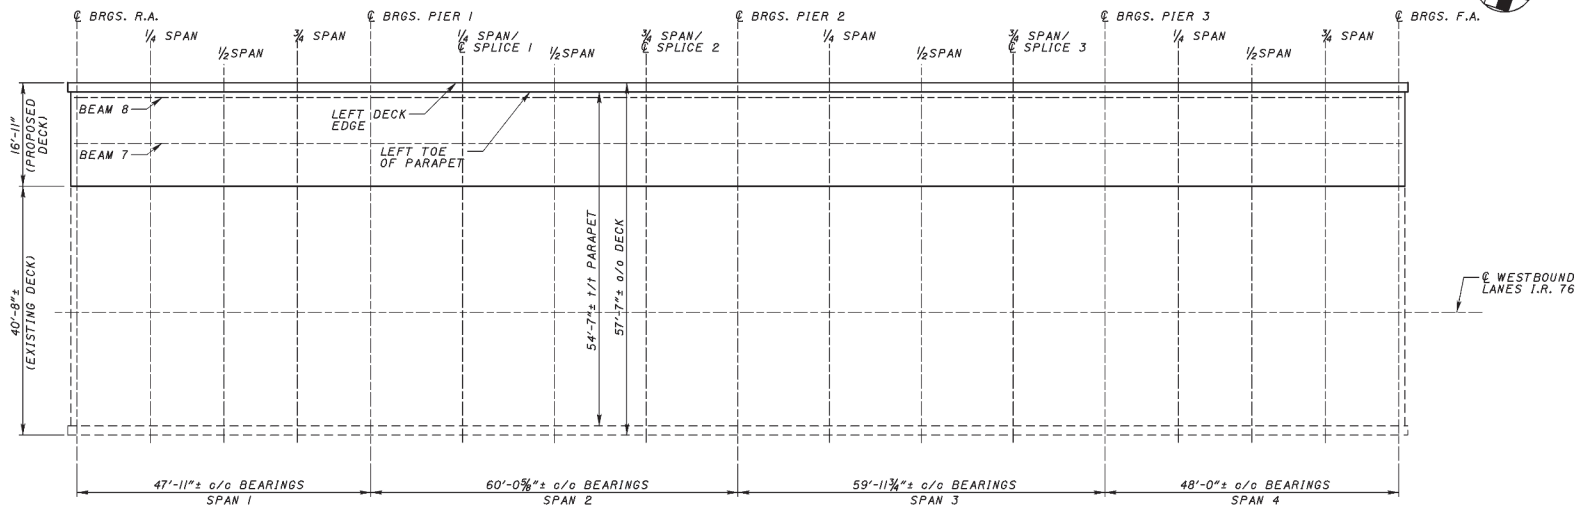 ℄ BRGS. R.A.
℄ BRGS. PIER 1
℄ BRGS. PIER 2
℄ BRGS. PIER 3
℄ BRGS. F.A.
¼ SPAN
½ SPAN
¾ SPAN
¼ SPAN/
℄ SPLICE 1
½ SPAN
¾ SPAN/
℄ SPLICE 2
¼ SPAN
½ SPAN
¾ SPAN/
℄ SPLICE 3
¼ SPAN
½ SPAN
¾ SPAN
16'-11"
(PROPOSED
DECK)
BEAM 8
LEFT DECK
EDGE
BEAM 7
LEFT TOE
OF PARAPET
40'-8"±
(EXISTING DECK)
54'-7"± t/t PARAPET
57'-7"± o/o DECK
℄ WESTBOUND
LANES I.R. 76
47'-11"± c/c BEARINGS
SPAN 1
60'-0⅝"± c/c BEARINGS
SPAN 2
59'-11¾"± c/c BEARINGS
SPAN 3
48'-0"± c/c BEARINGS
SPAN 4